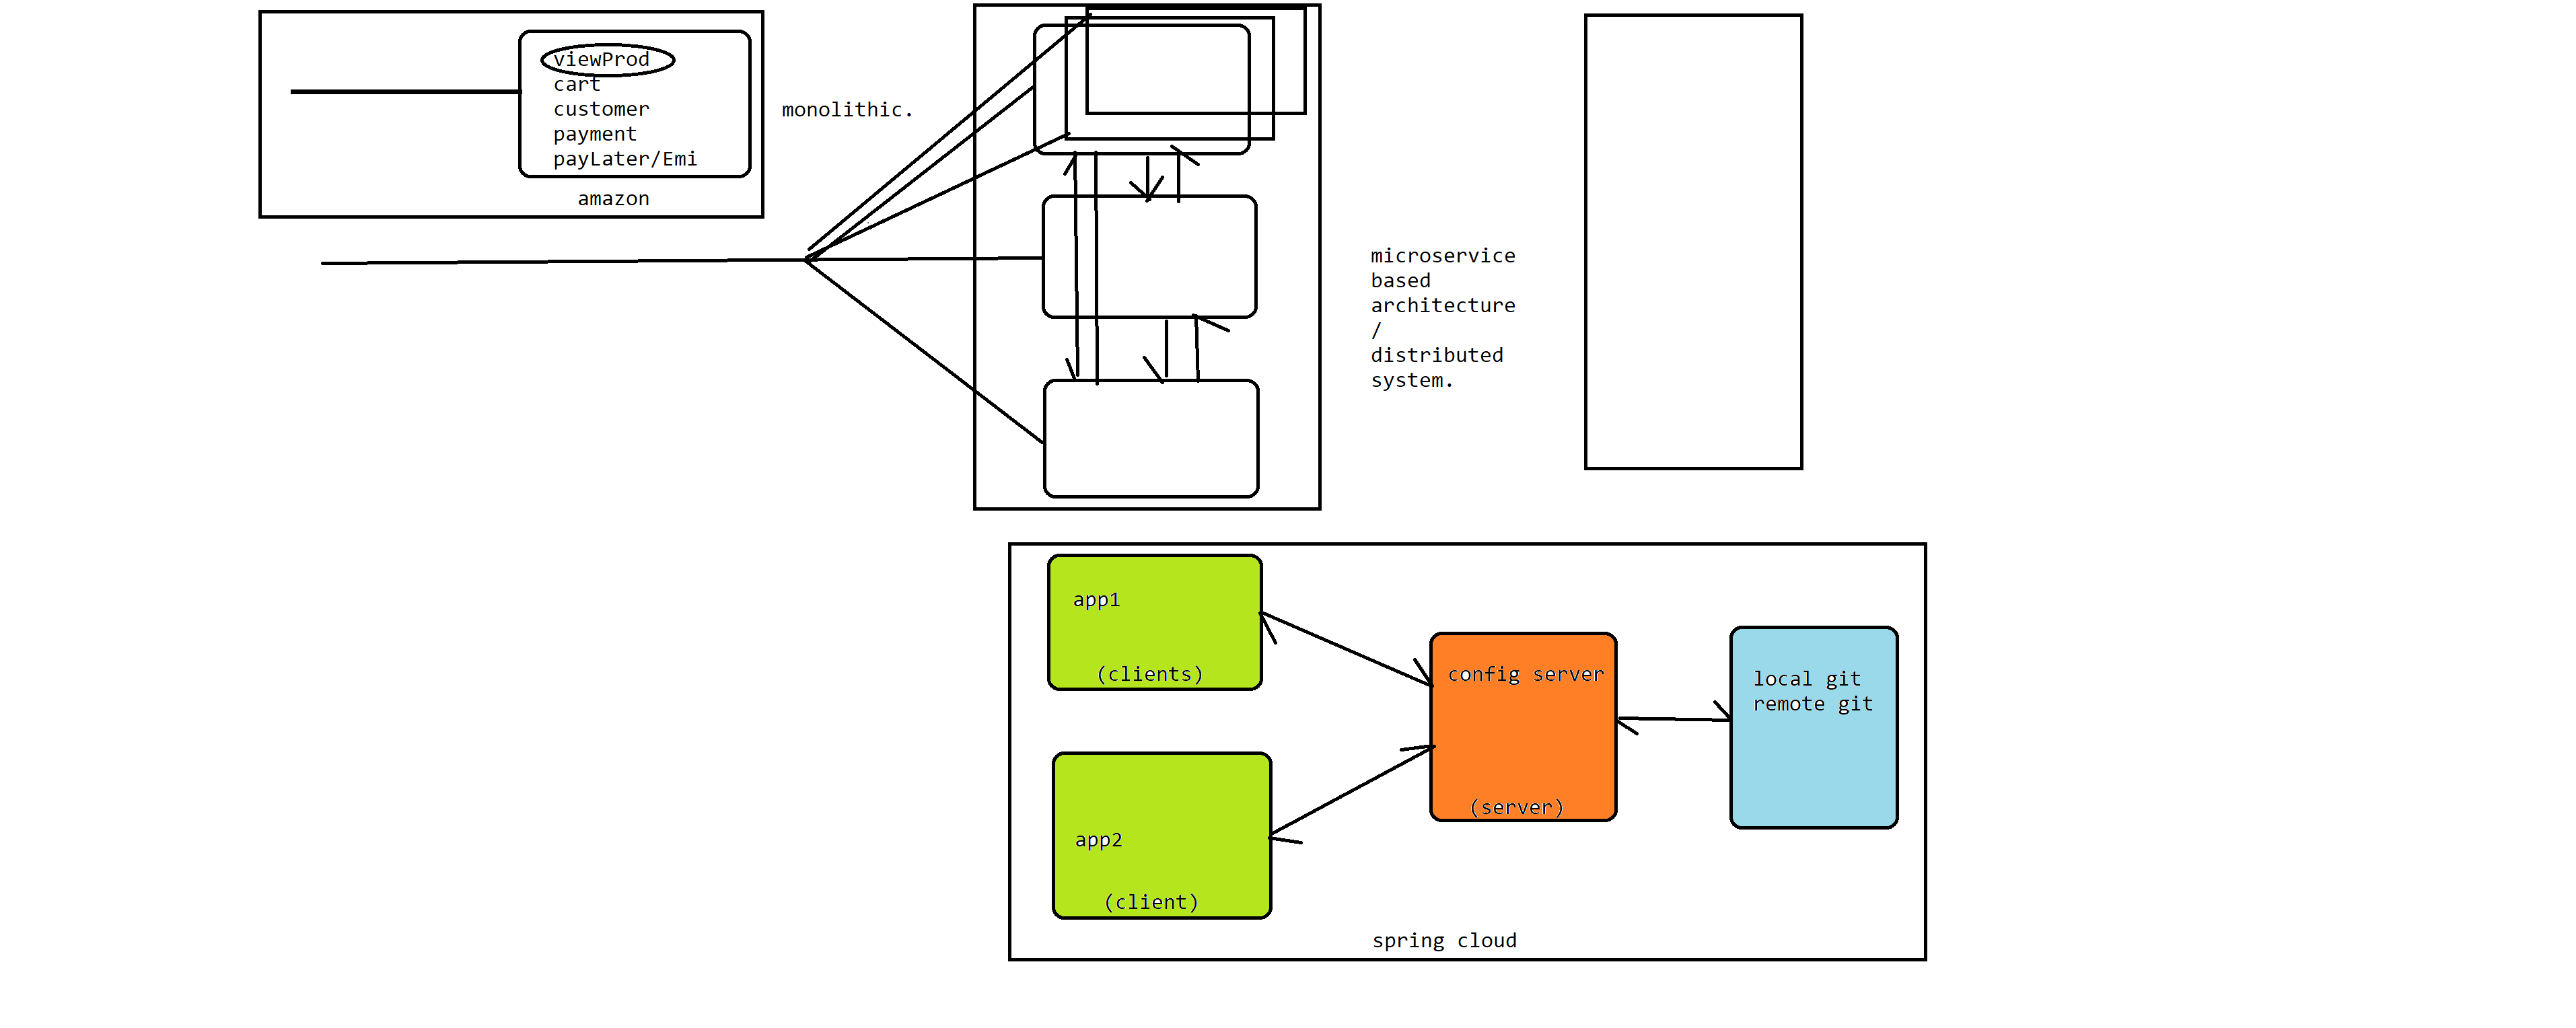 viewProd
cart
customer
payment
payLater/Emi
amazon
monolithic.
microservice
based
architecture
/
distributed
system.
app1
(clients)
config server
(server)
local git
remote git
app2
(client)
spring cloud